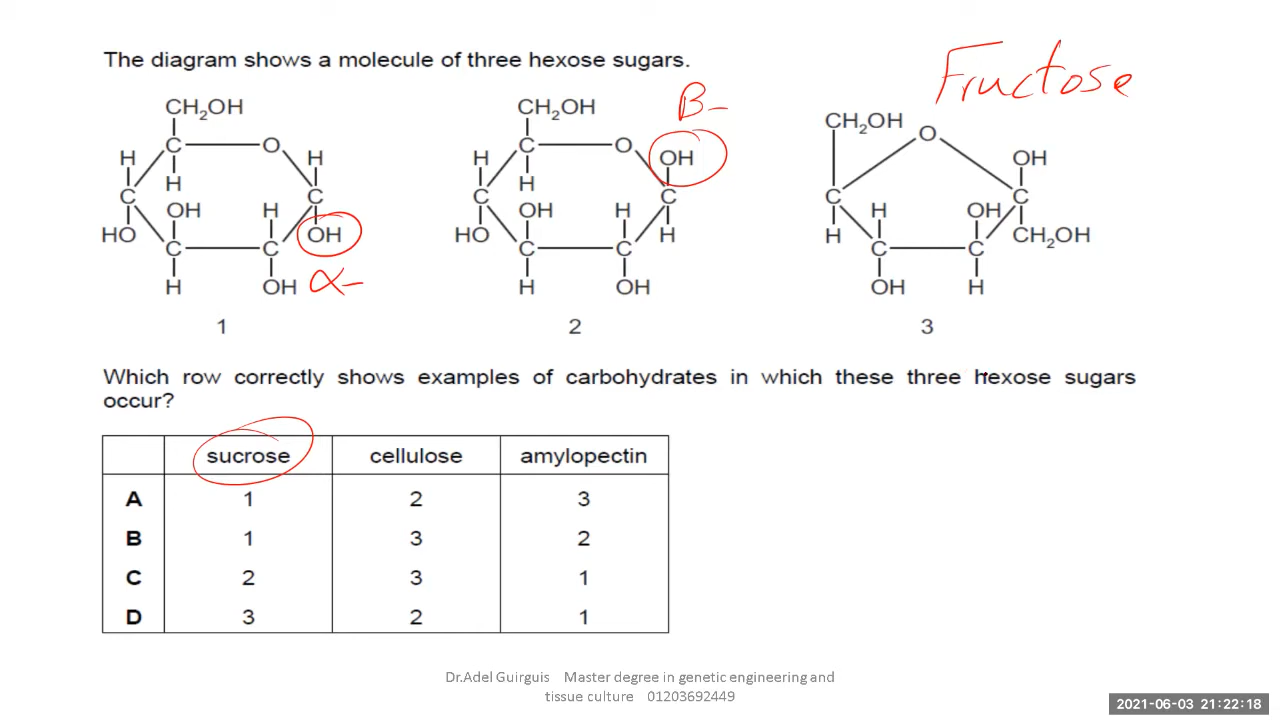 The diagram shows a molecule of three hexose sugars.
Fructose
β-
CH₂OH
C
O
H
H
H
C
C
OH
H
HO
C
C
OH
H
OH
α-
1
CH₂OH
C
O
OH
H
H
C
C
OH
H
HO
C
C
H
H
OH
2
CH₂OH
O
OH
C
C
H
OH
H
C
C
CH₂OH
OH
H
3
Which row correctly shows examples of carbohydrates in which these three hexose sugars
occur?
sucrose cellulose amylopectin
A 1 2 3
B 1 3 2
C 2 3 1
D 3 2 1
Dr.Adel Guirguis Master degree in genetic engineering and
tissue culture 01203692449
2021-06-03 21:22:18